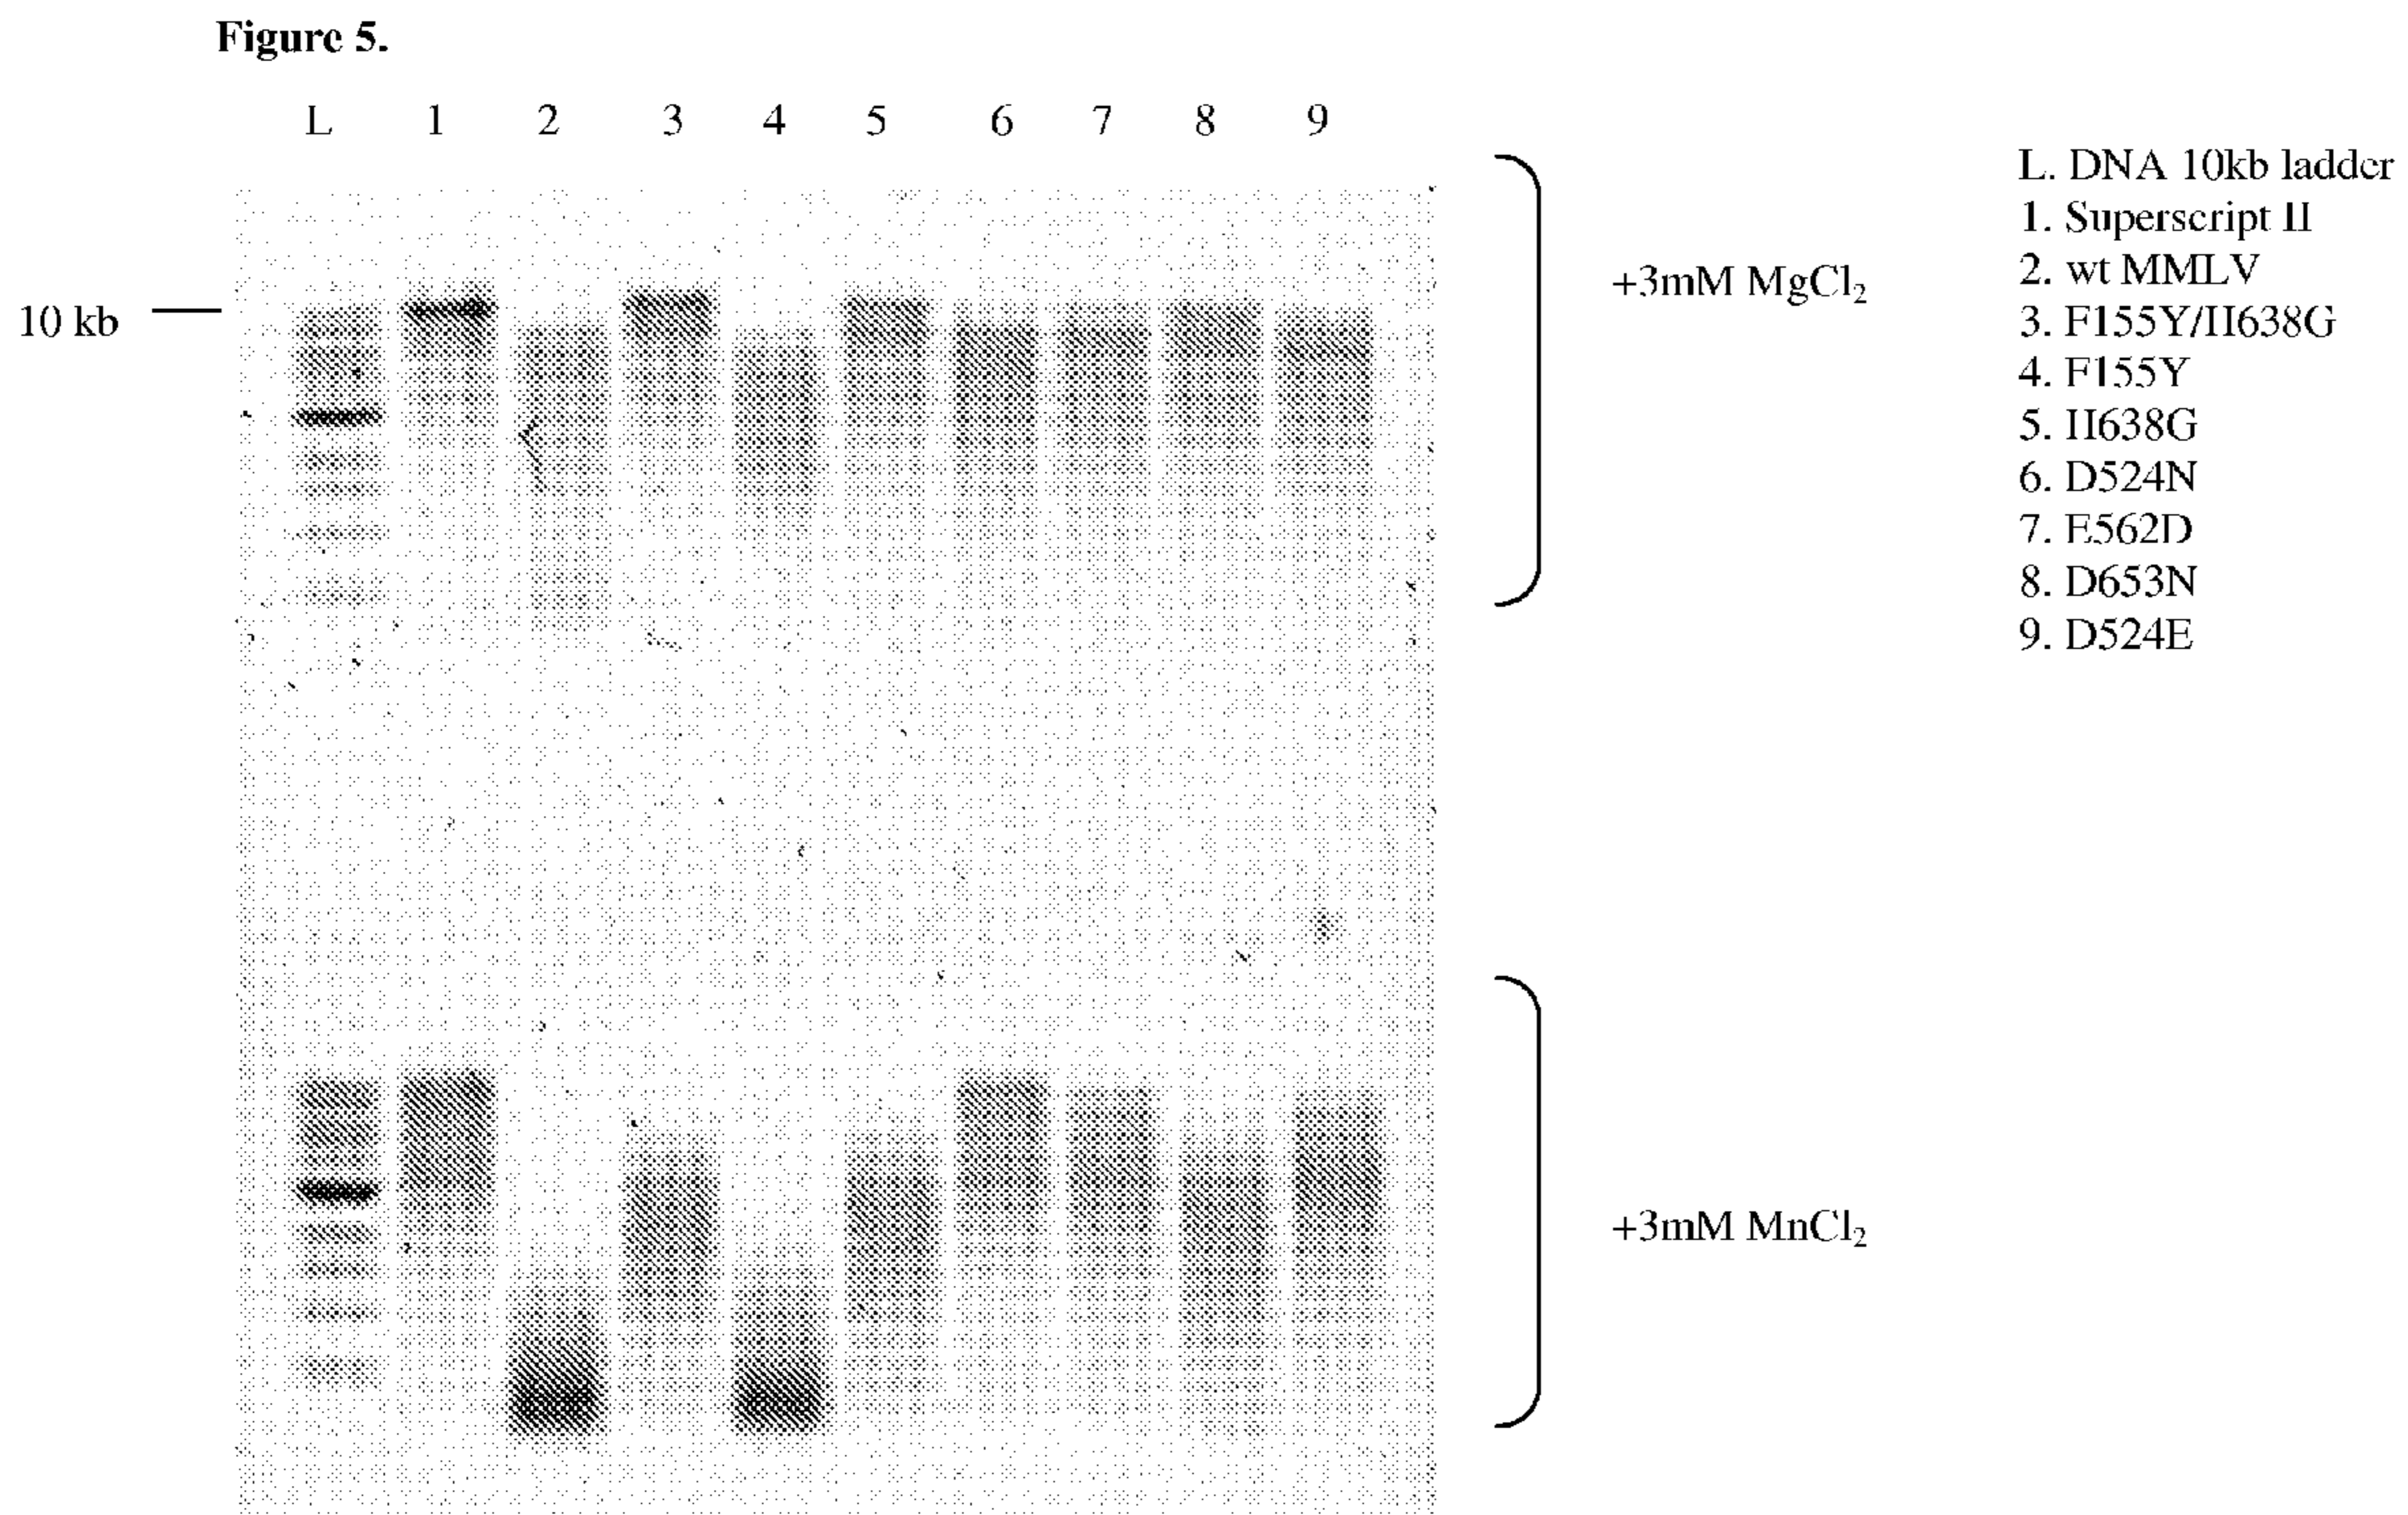 Figure 5.
L 1 2 3 4 5 6 7 8 9
10 kb
+3mM MgCl₂
+3mM MnCl₂
L. DNA 10kb ladder
1. Superscript II
2. wt MMLV
3. F155Y/H638G
4. F155Y
5. H638G
6. D524N
7. E562D
8. D653N
9. D524E